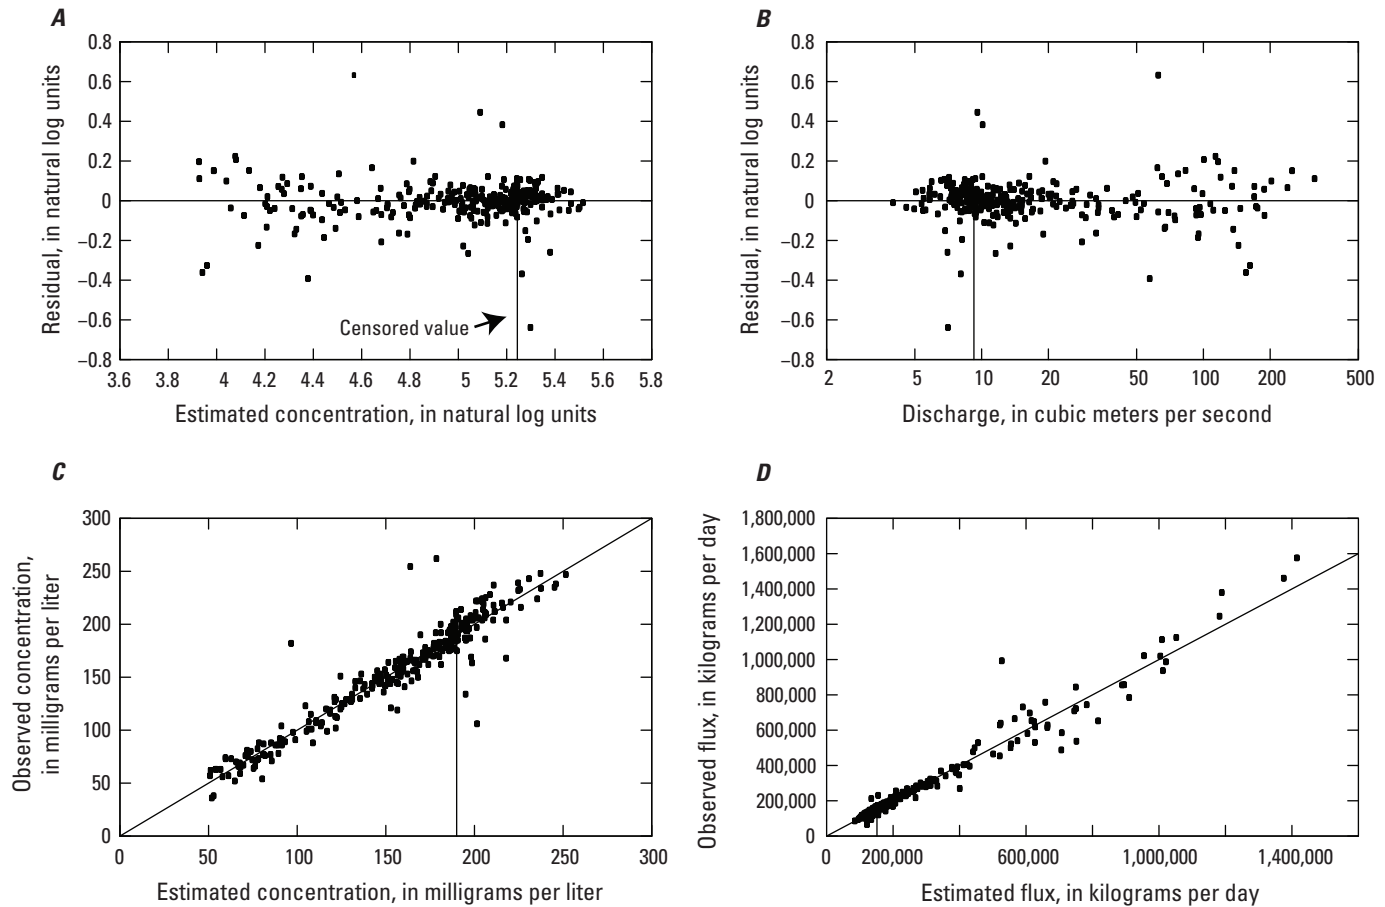 A
0.8
0.6
0.4
0.2
0
–0.2
–0.4
–0.6
–0.8
Residual, in natural log units
Censored value
3.6 3.8 4 4.2 4.4 4.6 4.8 5 5.2 5.4 5.6 5.8
Estimated concentration, in natural log units
B
0.8
0.6
0.4
0.2
0
–0.2
–0.4
–0.6
–0.8
Residual, in natural log units
2 5 10 20 50 100 200 500
Discharge, in cubic meters per second
C
300
250
200
150
100
50
0
Observed concentration,
in milligrams per liter
0 50 100 150 200 250 300
Estimated concentration, in milligrams per liter
D
1,800,000
1,600,000
1,400,000
1,200,000
1,000,000
800,000
600,000
400,000
200,000
0
Observed flux, in kilograms per day
0 200,000 600,000 1,000,000 1,400,000
Estimated flux, in kilograms per day